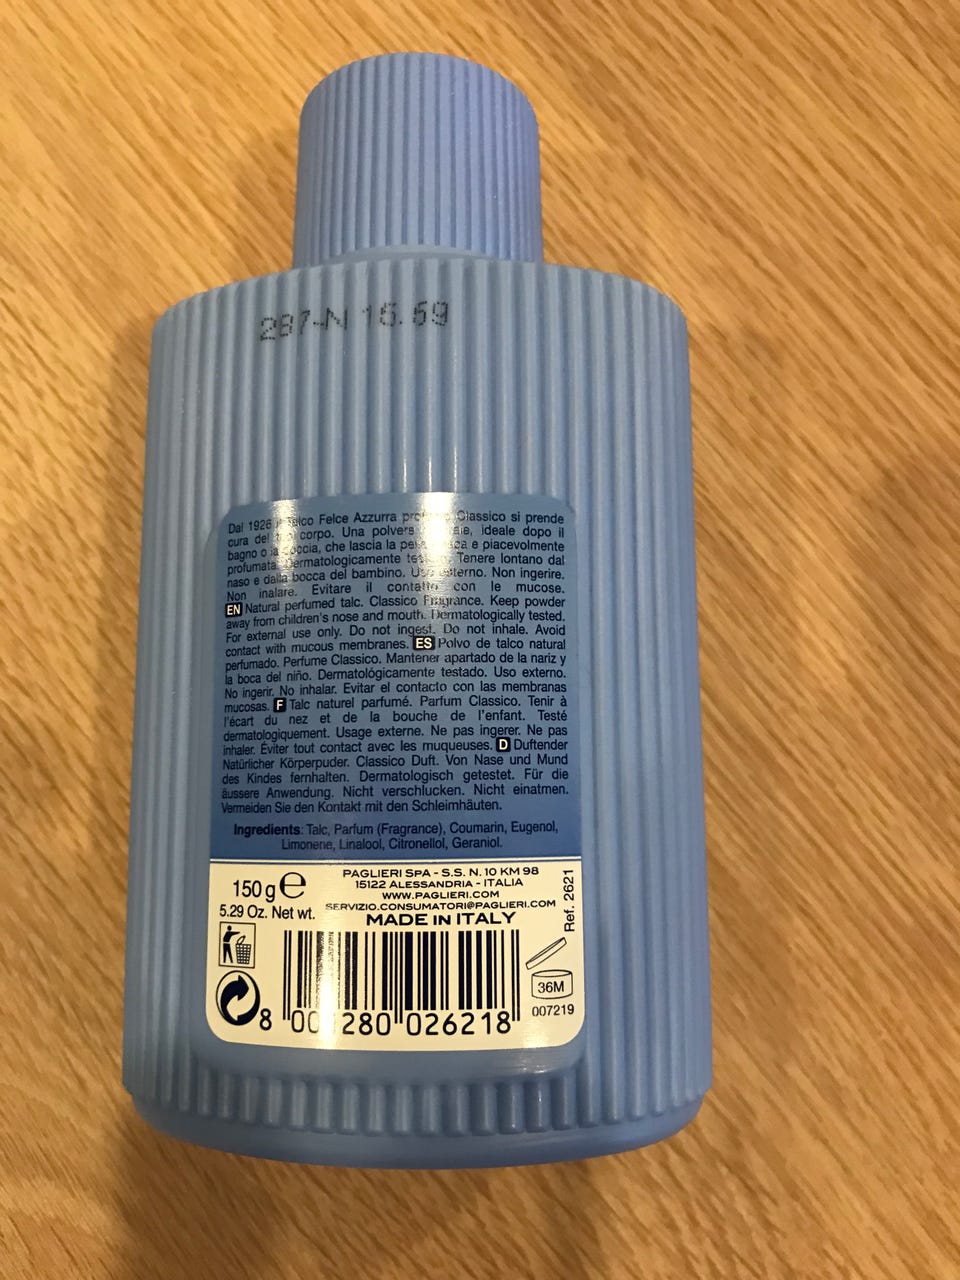 287-N 15.59
Dal 1926 Talco Felce Azzurra Classico si prende
cura del corpo. Una ideale, ideale dopo il
bagno o la doccia, che lascia la e piacevolmente
profumata. Dermatologicamente Tenere lontano dal
naso e dalla bocca del bambino. Uso esterno. Non ingerire.
Non inalare. Evitare il contatto con le mucose.
EN Natural perfumed talc. Classico Fragrance. Keep powder
away from children's nose and mouth. Dermatologically tested.
For external use only. Do not ingest. Do not inhale. Avoid
contact with mucous membranes. ES Polvo de talco natural
perfumado. Perfume Classico. Mantener apartado de la nariz y
la boca del niño. Dermatológicamente testado. Uso externo.
No ingerir. No inhalar. Evitar el contacto con las membranas
mucosas. F Talc naturel parfumé. Parfum Classico. Tenir à
l'écart du nez et de la bouche de l'enfant. Testé
dermatologiquement. Usage externe. Ne pas ingerer. Ne pas
inhaler. Éviter tout contact avec les muqueuses. D Duftender
Natürlicher Körperpuder. Classico Duft. Von Nase und Mund
des Kindes fernhalten. Dermatologisch getestet. Für die
äussere Anwendung. Nicht verschlucken. Nicht einatmen.
Vermeiden Sie den Kontakt mit den Schleimhäuten.
Ingredients: Talc, Parfum (Fragrance), Coumarin, Eugenol,
Limonene, Linalool, Citronellol, Geraniol.
150 g e
5.29 Oz. Net wt.
PAGLIERI SPA - S.S. N. 10 KM 98
15122 ALESSANDRIA - ITALIA
WWW.PAGLIERI.COM
SERVIZIO.CONSUMATORI@PAGLIERI.COM
MADE IN ITALY
Ref. 2621
36M
007219
8 00 280 026218